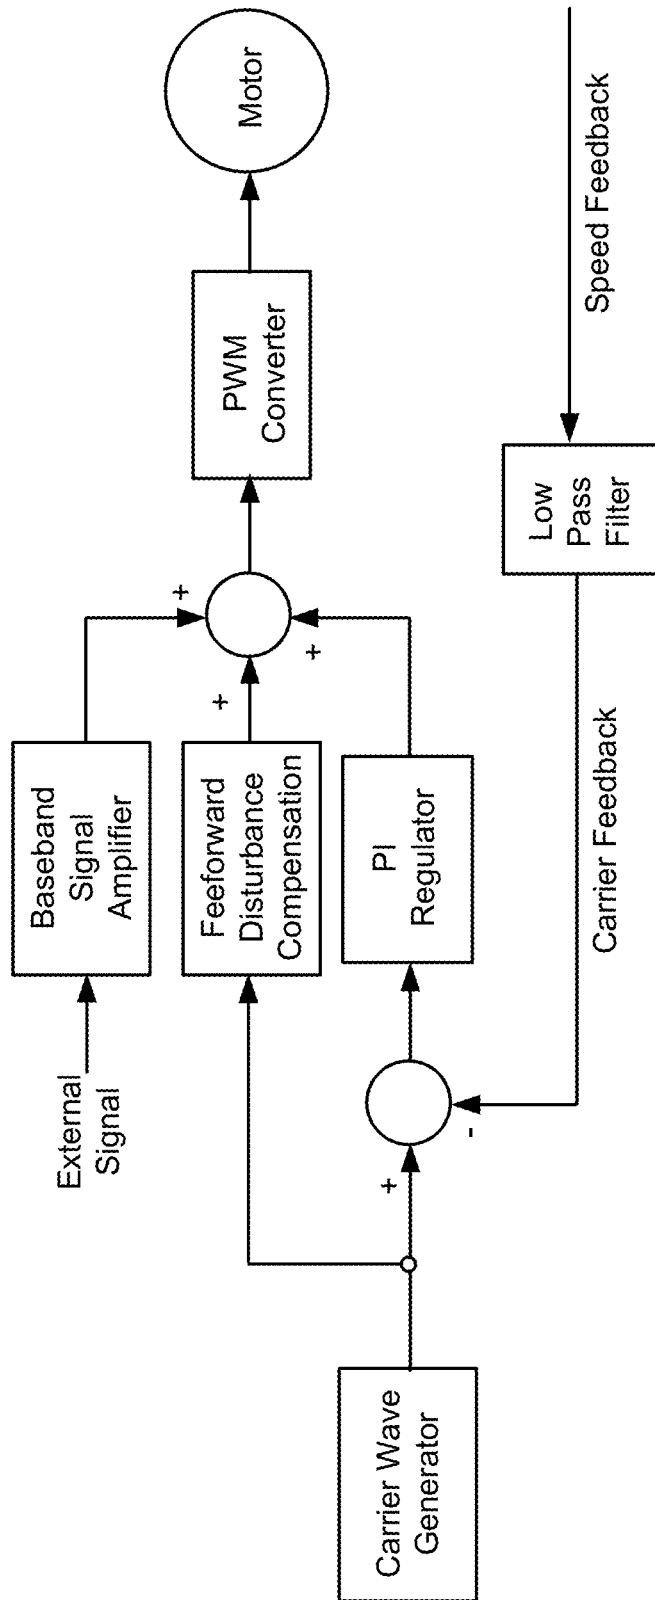 External
Signal
Baseband
Signal
Amplifier
+
Carrier Wave
Generator
Feeforward
Disturbance
Compensation
+
PWM
Converter
Motor
+
-
PI
Regulator
+
Carrier Feedback
Low
Pass
Filter
Speed Feedback